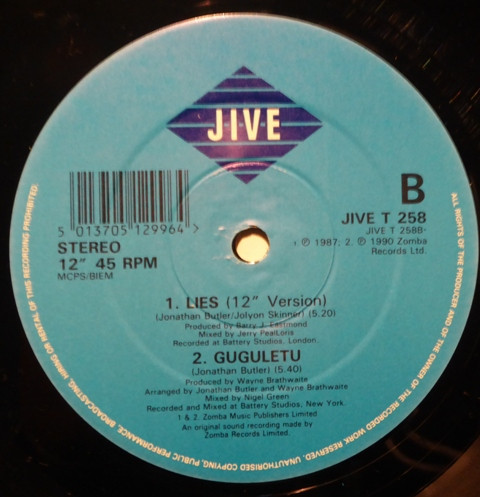 JIVE
B
5 013705 129964 >
JIVE T 258
JIVE T 258B·
STEREO
12" 45 RPM
MCPS/BIEM
1. ℗ 1987, 2. ℗ 1990 Zomba
Records Ltd.
1. LIES (12" Version)
(Jonathan Butler/Jolyon Skinner) (5.20)
Produced by Barry J. Eastmond
Mixed by Jerry Peal/Loris
Recorded at Battery Studios, London.
2. GUGULETU
(Jonathan Butler) (5.40)
Produced by Wayne Brathwaite
Arranged by Jonathan Butler and Wayne Brathwaite
Mixed by Nigel Green
Recorded and Mixed at Battery Studios, New York.
1 & 2. Zomba Music Publishers Limited.
An original sound recording made by
Zomba Records Limited.
ALL RIGHTS OF THE PRODUCER AND OF THE OWNER OF THE RECORDED WORK RESERVED. UNAUTHORISED COPYING, PUBLIC PERFORMANCE, BROADCASTING, HIRING OR RENTAL OF THIS RECORDING PROHIBITED.